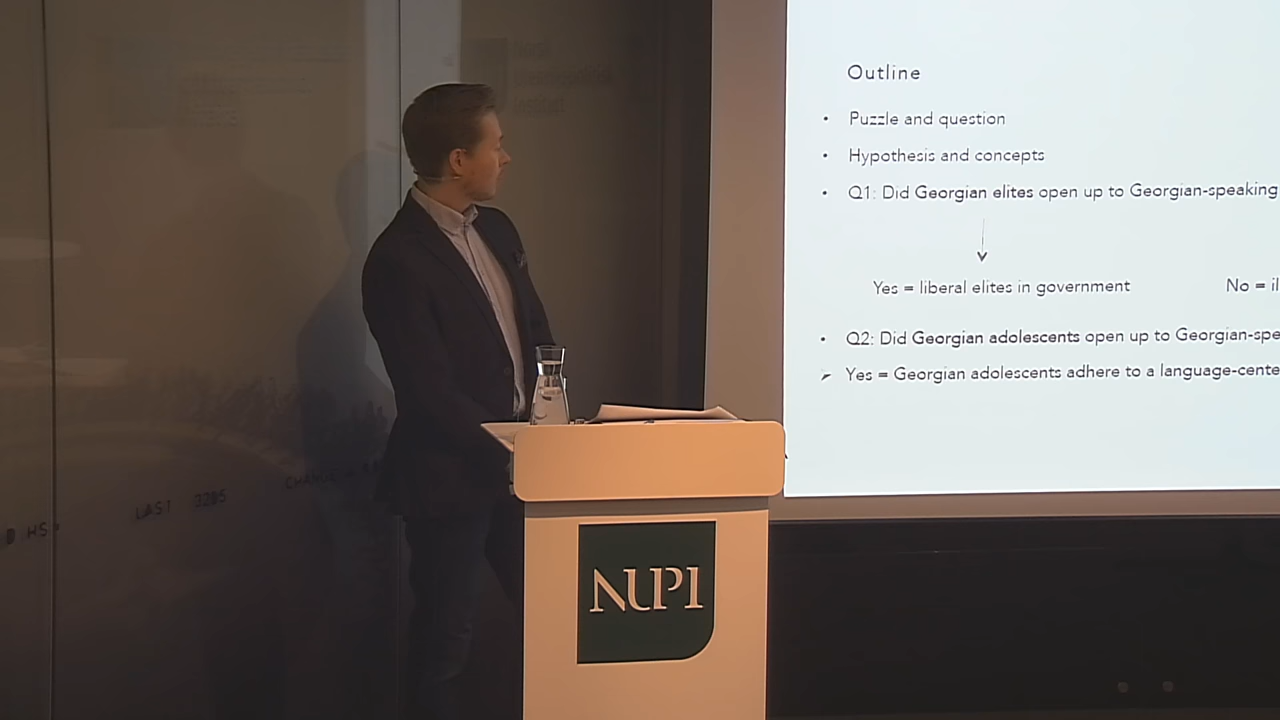 Outline
• Puzzle and question
• Hypothesis and concepts
• Q1: Did Georgian elites open up to Georgian-speaking
Yes = liberal elites in government No = il
• Q2: Did Georgian adolescents open up to Georgian-spe
➢ Yes = Georgian adolescents adhere to a language-cente
LAST
NUPI